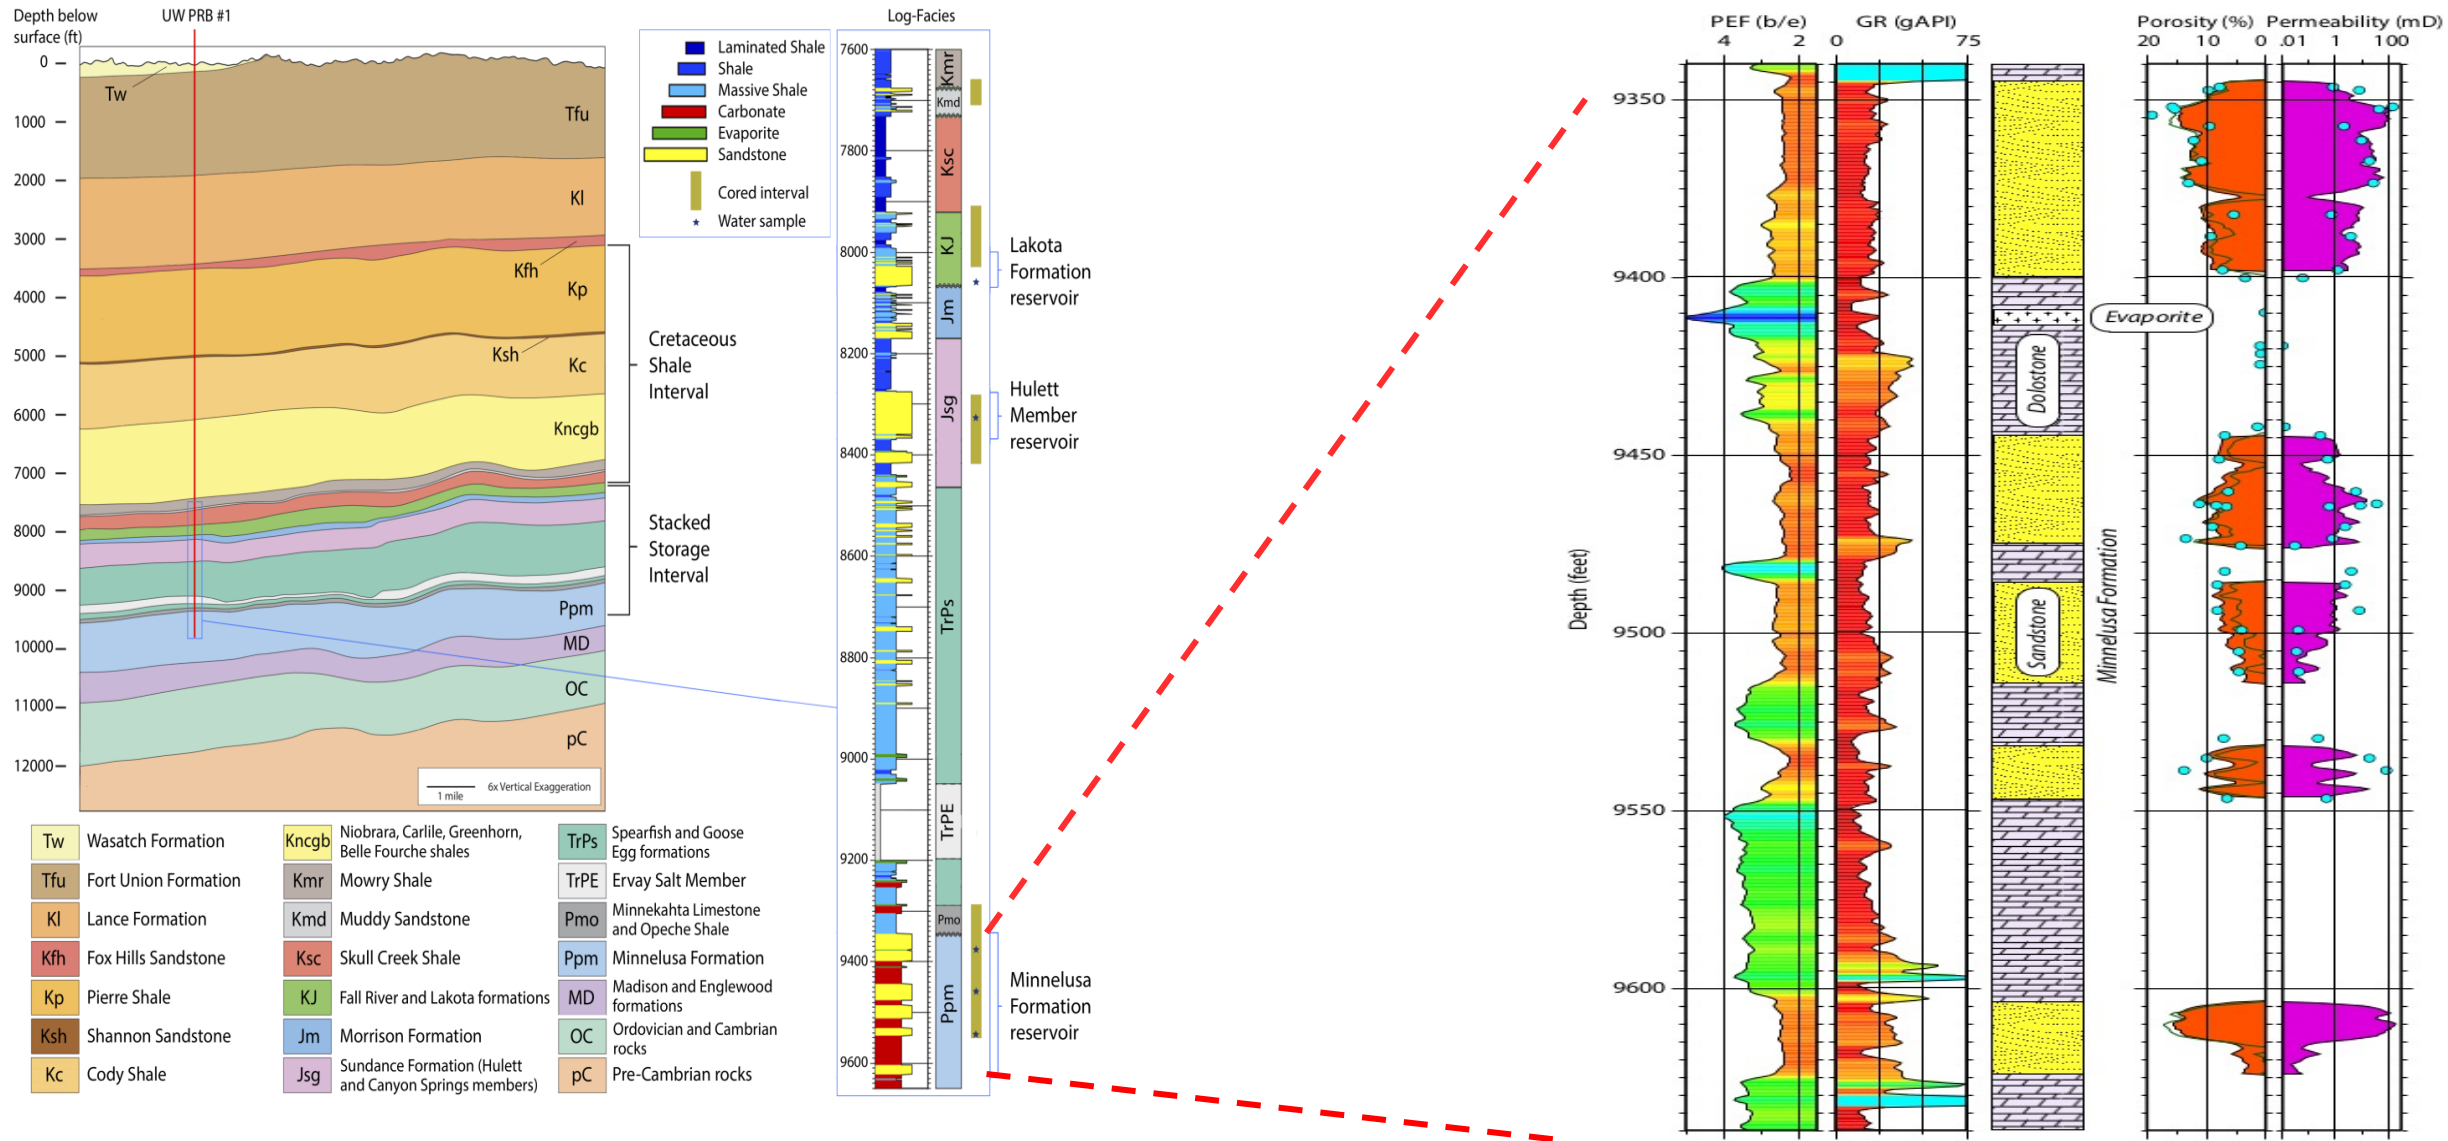 Depth below
surface (ft)
UW PRB #1
0
1000
2000
3000
4000
5000
6000
7000
8000
9000
10000
11000
12000
Tw
Tfu
Kl
Kfh
Kp
Ksh
Kc
Kncgb
Ppm
MD
OC
pC
1 mile
6x Vertical Exaggeration
Cretaceous
Shale
Interval
Stacked
Storage
Interval
Tw Wasatch Formation
Tfu Fort Union Formation
Kl Lance Formation
Kfh Fox Hills Sandstone
Kp Pierre Shale
Ksh Shannon Sandstone
Kc Cody Shale
Kncgb Niobrara, Carlile, Greenhorn,
Belle Fourche shales
Kmr Mowry Shale
Kmd Muddy Sandstone
Ksc Skull Creek Shale
KJ Fall River and Lakota formations
Jm Morrison Formation
Jsg Sundance Formation (Hulett
and Canyon Springs members)
TrPs Spearfish and Goose
Egg formations
TrPE Ervay Salt Member
Pmo Minnekahta Limestone
and Opeche Shale
Ppm Minnelusa Formation
MD Madison and Englewood
formations
OC Ordovician and Cambrian
rocks
pC Pre-Cambrian rocks
Laminated Shale
Shale
Massive Shale
Carbonate
Evaporite
Sandstone
Cored interval
Water sample
Log-Facies
7600
7800
8000
8200
8400
8600
8800
9000
9200
9400
9600
Kmr
Kmd
Ksc
KJ
Jm
Jsg
TrPs
TrPE
Pmo
Ppm
Lakota
Formation
reservoir
Hulett
Member
reservoir
Minnelusa
Formation
reservoir
PEF (b/e)
4 2
GR (gAPI)
0 75
Porosity (%)
20 10 0
Permeability (mD)
.01 1 100
Depth (feet)
9350
9400
9450
9500
9550
9600
Evaporite
Dolostone
Sandstone
Minnelusa Formation